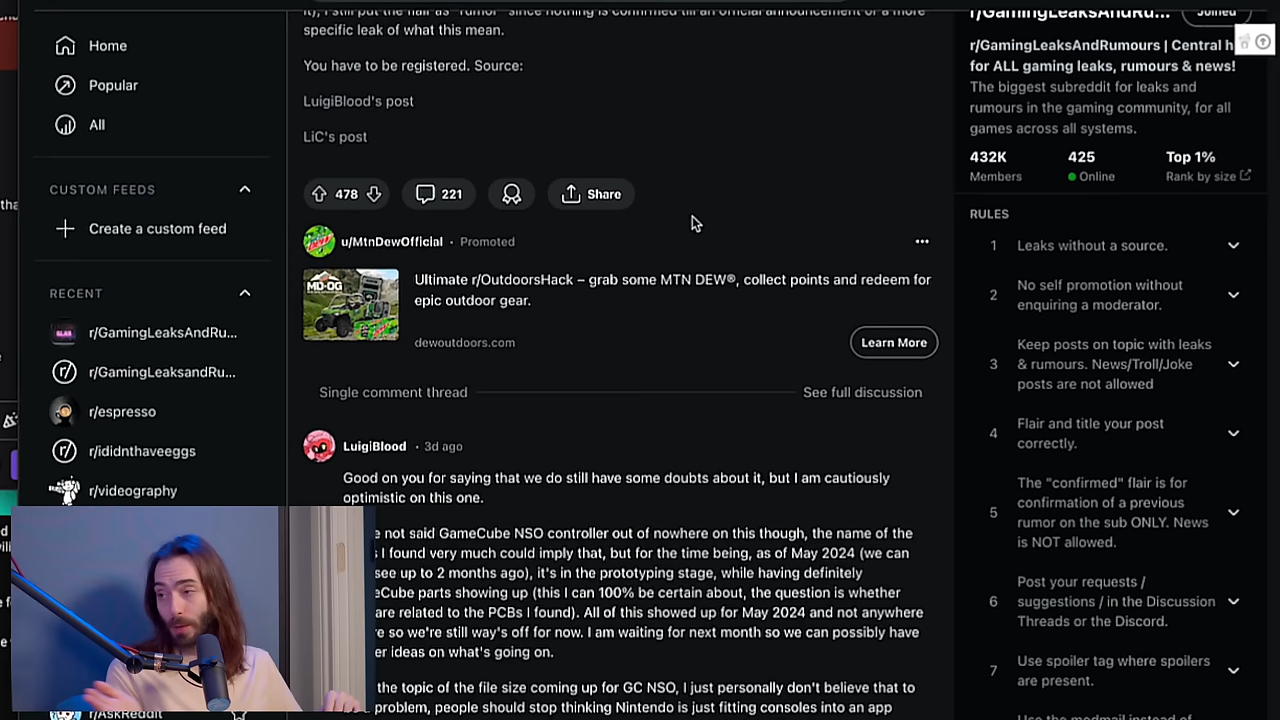 Home
Popular
All
CUSTOM FEEDS
Create a custom feed
RECENT
r/GamingLeaksAndRu...
r/GamingLeaksandRu...
r/espresso
r/ididnthaveeggs
r/videography
r/AskReddit
it), I still put the flair as "rumor" since nothing is confirmed till an official announcement or a more
specific leak of what this mean.
You have to be registered. Source:
LuigiBlood's post
LiC's post
478
221
Share
u/MtnDewOfficial · Promoted
Ultimate r/OutdoorsHack – grab some MTN DEW®, collect points and redeem for
epic outdoor gear.
dewoutdoors.com
Learn More
Single comment thread
See full discussion
LuigiBlood · 3d ago
Good on you for saying that we do still have some doubts about it, but I am cautiously
optimistic on this one.
e not said GameCube NSO controller out of nowhere on this though, the name of the
I found very much could imply that, but for the time being, as of May 2024 (we can
see up to 2 months ago), it's in the prototyping stage, while having definitely
eCube parts showing up (this I can 100% be certain about, the question is whether
are related to the PCBs I found). All of this showed up for May 2024 and not anywhere
so we're still way's off for now. I am waiting for next month so we can possibly have
er ideas on what's going on.
the topic of the file size coming up for GC NSO, I just personally don't believe that to
problem, people should stop thinking Nintendo is just fitting consoles into an app
r/GamingLeaksAndRu...
Joined
r/GamingLeaksAndRumours | Central h
for ALL gaming leaks, rumours & news!
The biggest subreddit for leaks and
rumours in the gaming community, for all
games across all systems.
432K
Members
425
Online
Top 1%
Rank by size
RULES
1 Leaks without a source.
2 No self promotion without
enquiring a moderator.
3 Keep posts on topic with leaks
& rumours. News/Troll/Joke
posts are not allowed
4 Flair and title your post
correctly.
5 The "confirmed" flair is for
confirmation of a previous
rumor on the sub ONLY. News
is NOT allowed.
6 Post your requests /
suggestions / in the Discussion
Threads or the Discord.
7 Use spoiler tag where spoilers
are present.
Use the modmail instead of